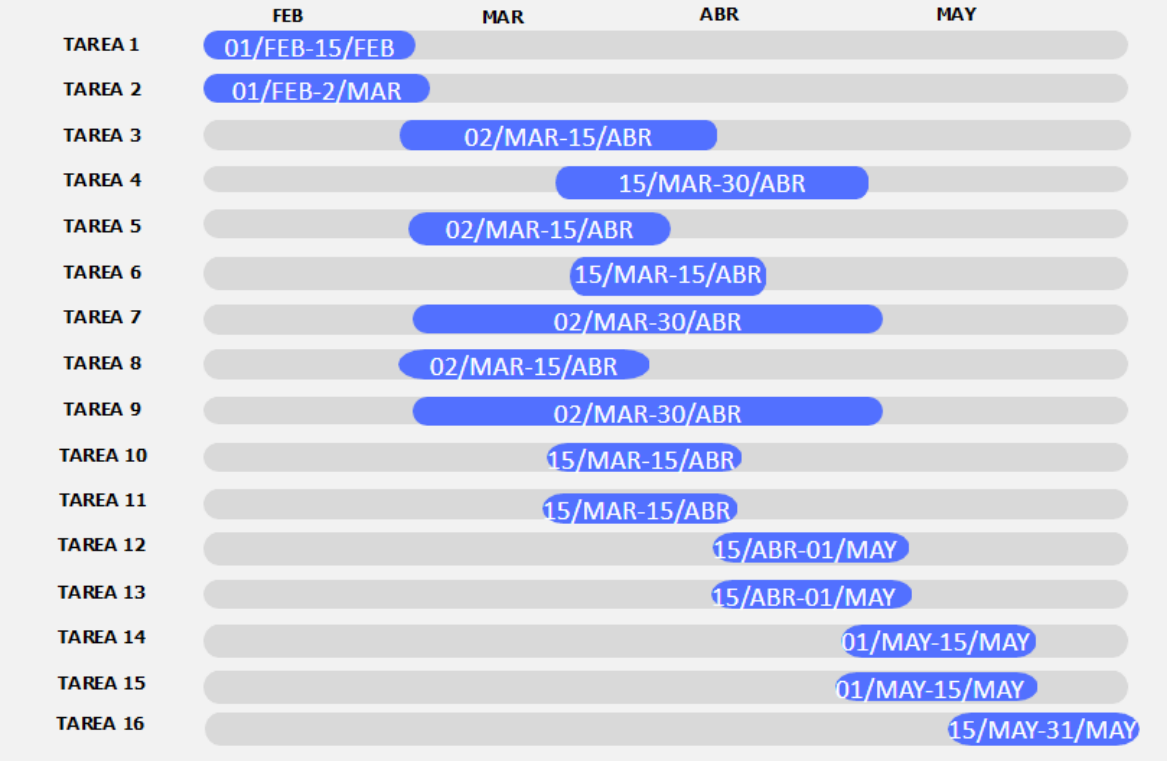 FEB MAR ABR MAY
TAREA 1 01/FEB-15/FEB
TAREA 2 01/FEB-2/MAR
TAREA 3 02/MAR-15/ABR
TAREA 4 15/MAR-30/ABR
TAREA 5 02/MAR-15/ABR
TAREA 6 15/MAR-15/ABR
TAREA 7 02/MAR-30/ABR
TAREA 8 02/MAR-15/ABR
TAREA 9 02/MAR-30/ABR
TAREA 10 15/MAR-15/ABR
TAREA 11 15/MAR-15/ABR
TAREA 12 15/ABR-01/MAY
TAREA 13 15/ABR-01/MAY
TAREA 14 01/MAY-15/MAY
TAREA 15 01/MAY-15/MAY
TAREA 16 15/MAY-31/MAY